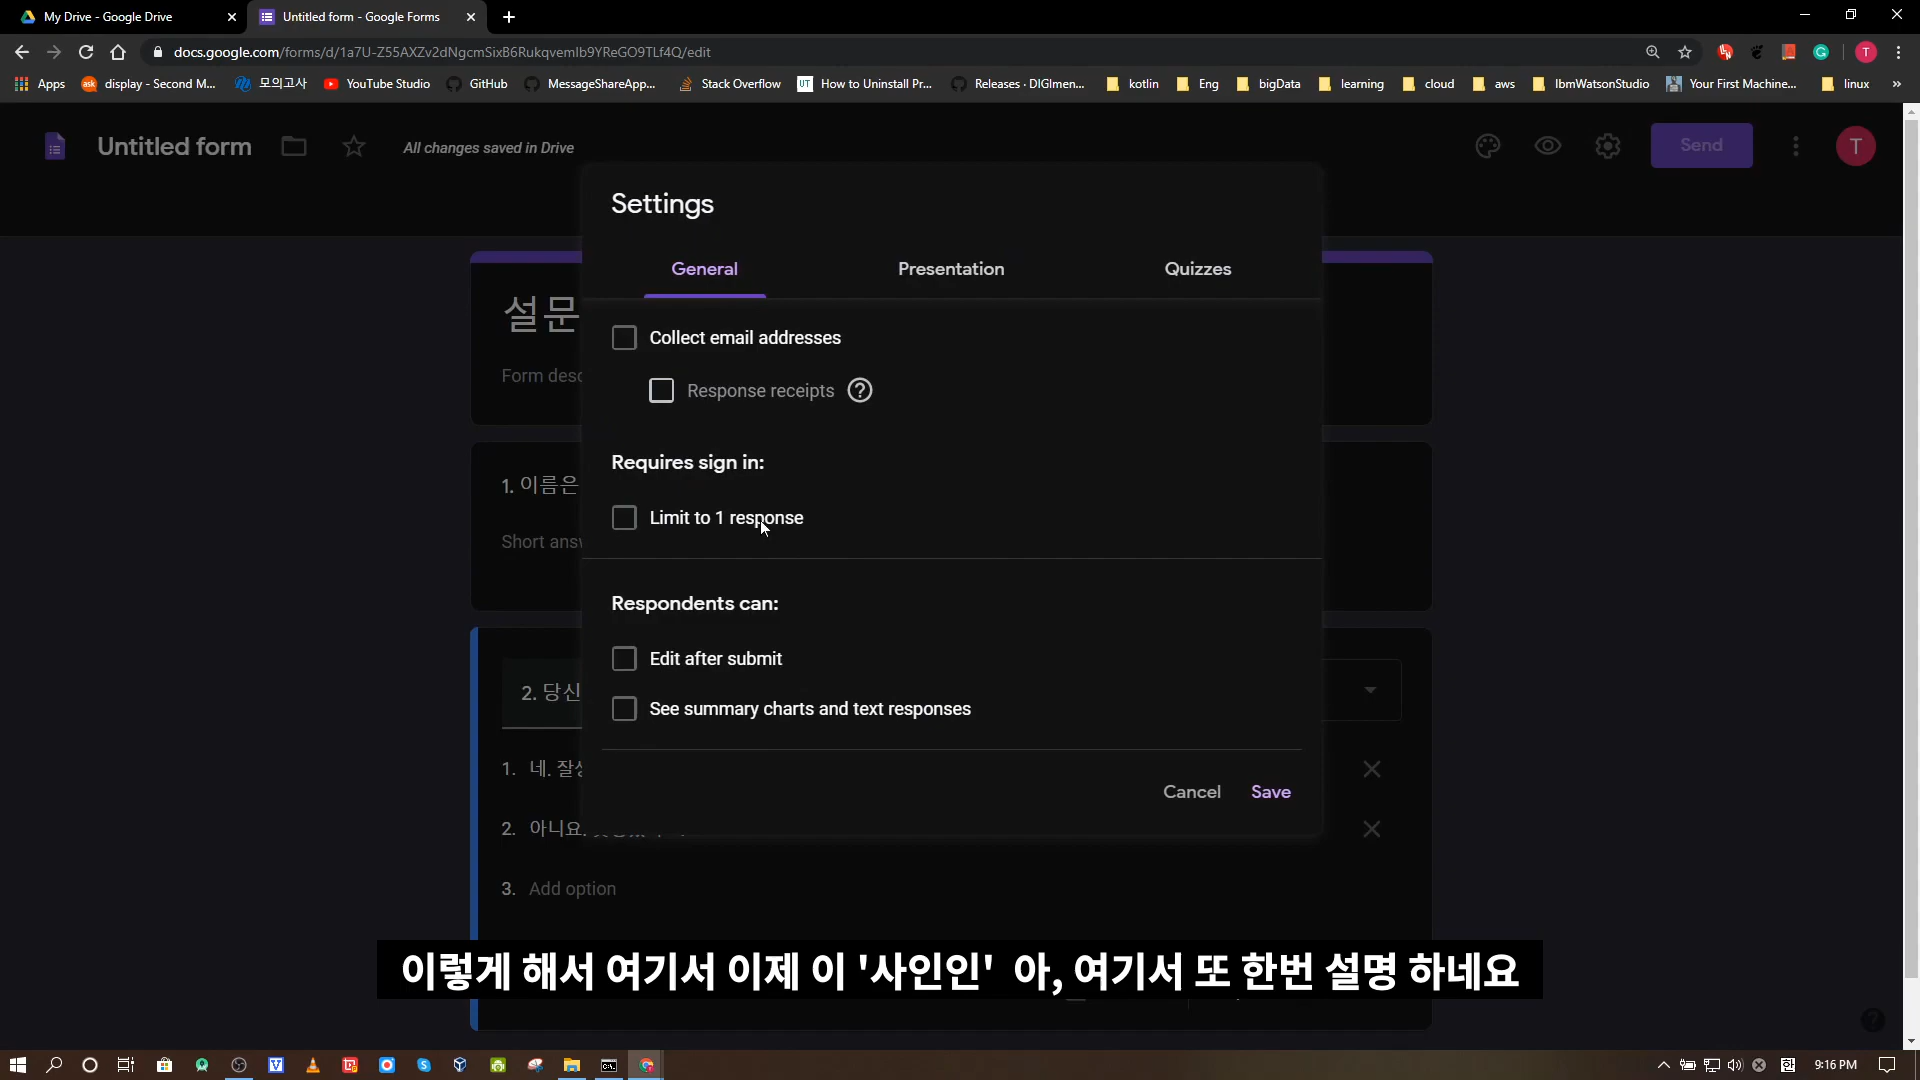 My Drive - Google Drive
Untitled form - Google Forms
docs.google.com/forms/d/1a7U-Z55AXZv2dNgcmSixB6RukqvemIb9YReGO9TLf4Q/edit
T
Apps
display - Second M...
모의고사
YouTube Studio
GitHub
MessageShareApp...
Stack Overflow
How to Uninstall Pr...
Releases · DIGImen...
kotlin
Eng
bigData
learning
cloud
aws
IbmWatsonStudio
Your First Machine...
linux
Untitled form
All changes saved in Drive
Send
T
Settings
General
Presentation
Quizzes
설문
Form desc
Collect email addresses
Response receipts
Requires sign in:
1. 이름은
Limit to 1 response
Short answ
Respondents can:
Edit after submit
2. 당신
See summary charts and text responses
1. 네.
Cancel
Save
2. 아니요
3. Add option
이렇게 해서 여기서 이제 이 '사인인' 아, 여기서 또 한번 설명 하네요
9:16 PM